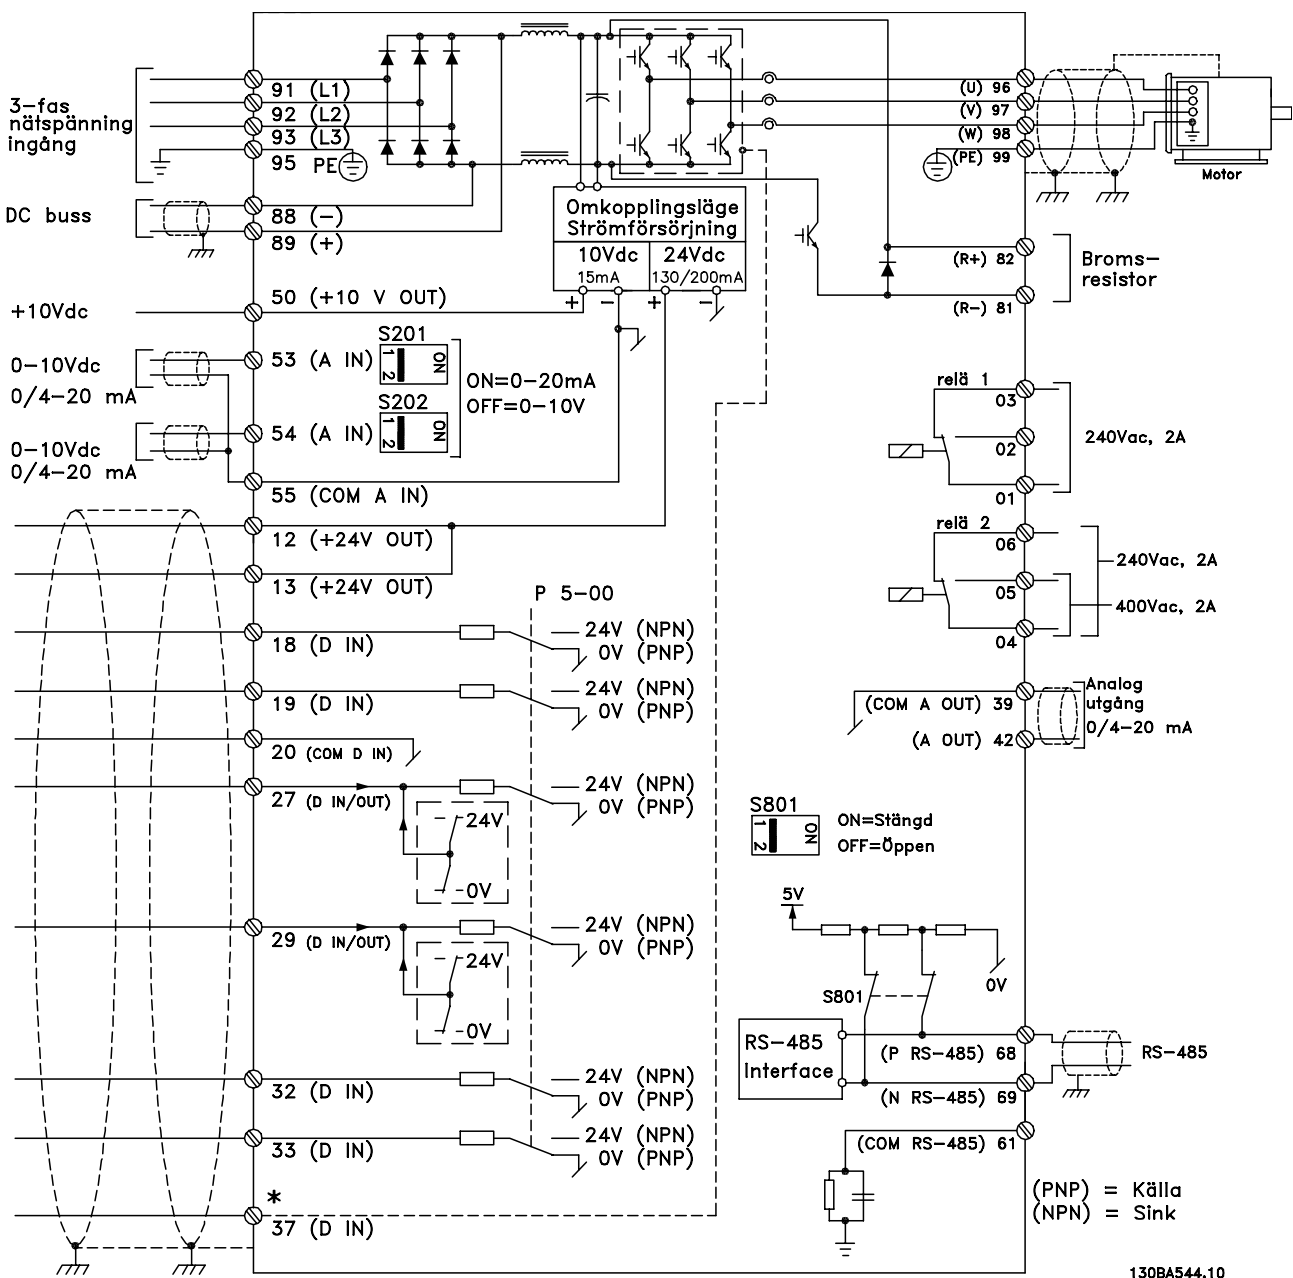 3-fas
nätspänning
ingång
91 (L1)
92 (L2)
93 (L3)
95 PE
DC buss
88 (-)
89 (+)
+10Vdc
50 (+10 V OUT)
0-10Vdc
0/4-20 mA
53 (A IN)
S201
1 2 ON
0-10Vdc
0/4-20 mA
54 (A IN)
S202
1 2 ON
ON=0-20mA
OFF=0-10V
55 (COM A IN)
12 (+24V OUT)
13 (+24V OUT)
Omkopplingsläge
Strömförsörjning
10Vdc
15mA
24Vdc
130/200mA
+ - + -
P 5-00
18 (D IN)
24V (NPN)
0V (PNP)
19 (D IN)
24V (NPN)
0V (PNP)
20 (COM D IN)
27 (D IN/OUT)
24V (NPN)
0V (PNP)
24V
0V
29 (D IN/OUT)
24V (NPN)
0V (PNP)
24V
0V
32 (D IN)
24V (NPN)
0V (PNP)
33 (D IN)
24V (NPN)
0V (PNP)
*
37 (D IN)
(U) 96
(V) 97
(W) 98
(PE) 99
Motor
(R+) 82
(R-) 81
Broms-
resistor
relä 1
03
02
01
240Vac, 2A
relä 2
06
05
04
240Vac, 2A
400Vac, 2A
(COM A OUT) 39
(A OUT) 42
Analog
utgång
0/4-20 mA
S801
1 2 ON
ON=Stängd
OFF=Öppen
5V
0V
S801
RS-485
Interface
(P RS-485) 68
(N RS-485) 69
RS-485
(COM RS-485) 61
(PNP) = Källa
(NPN) = Sink
130BA544.10